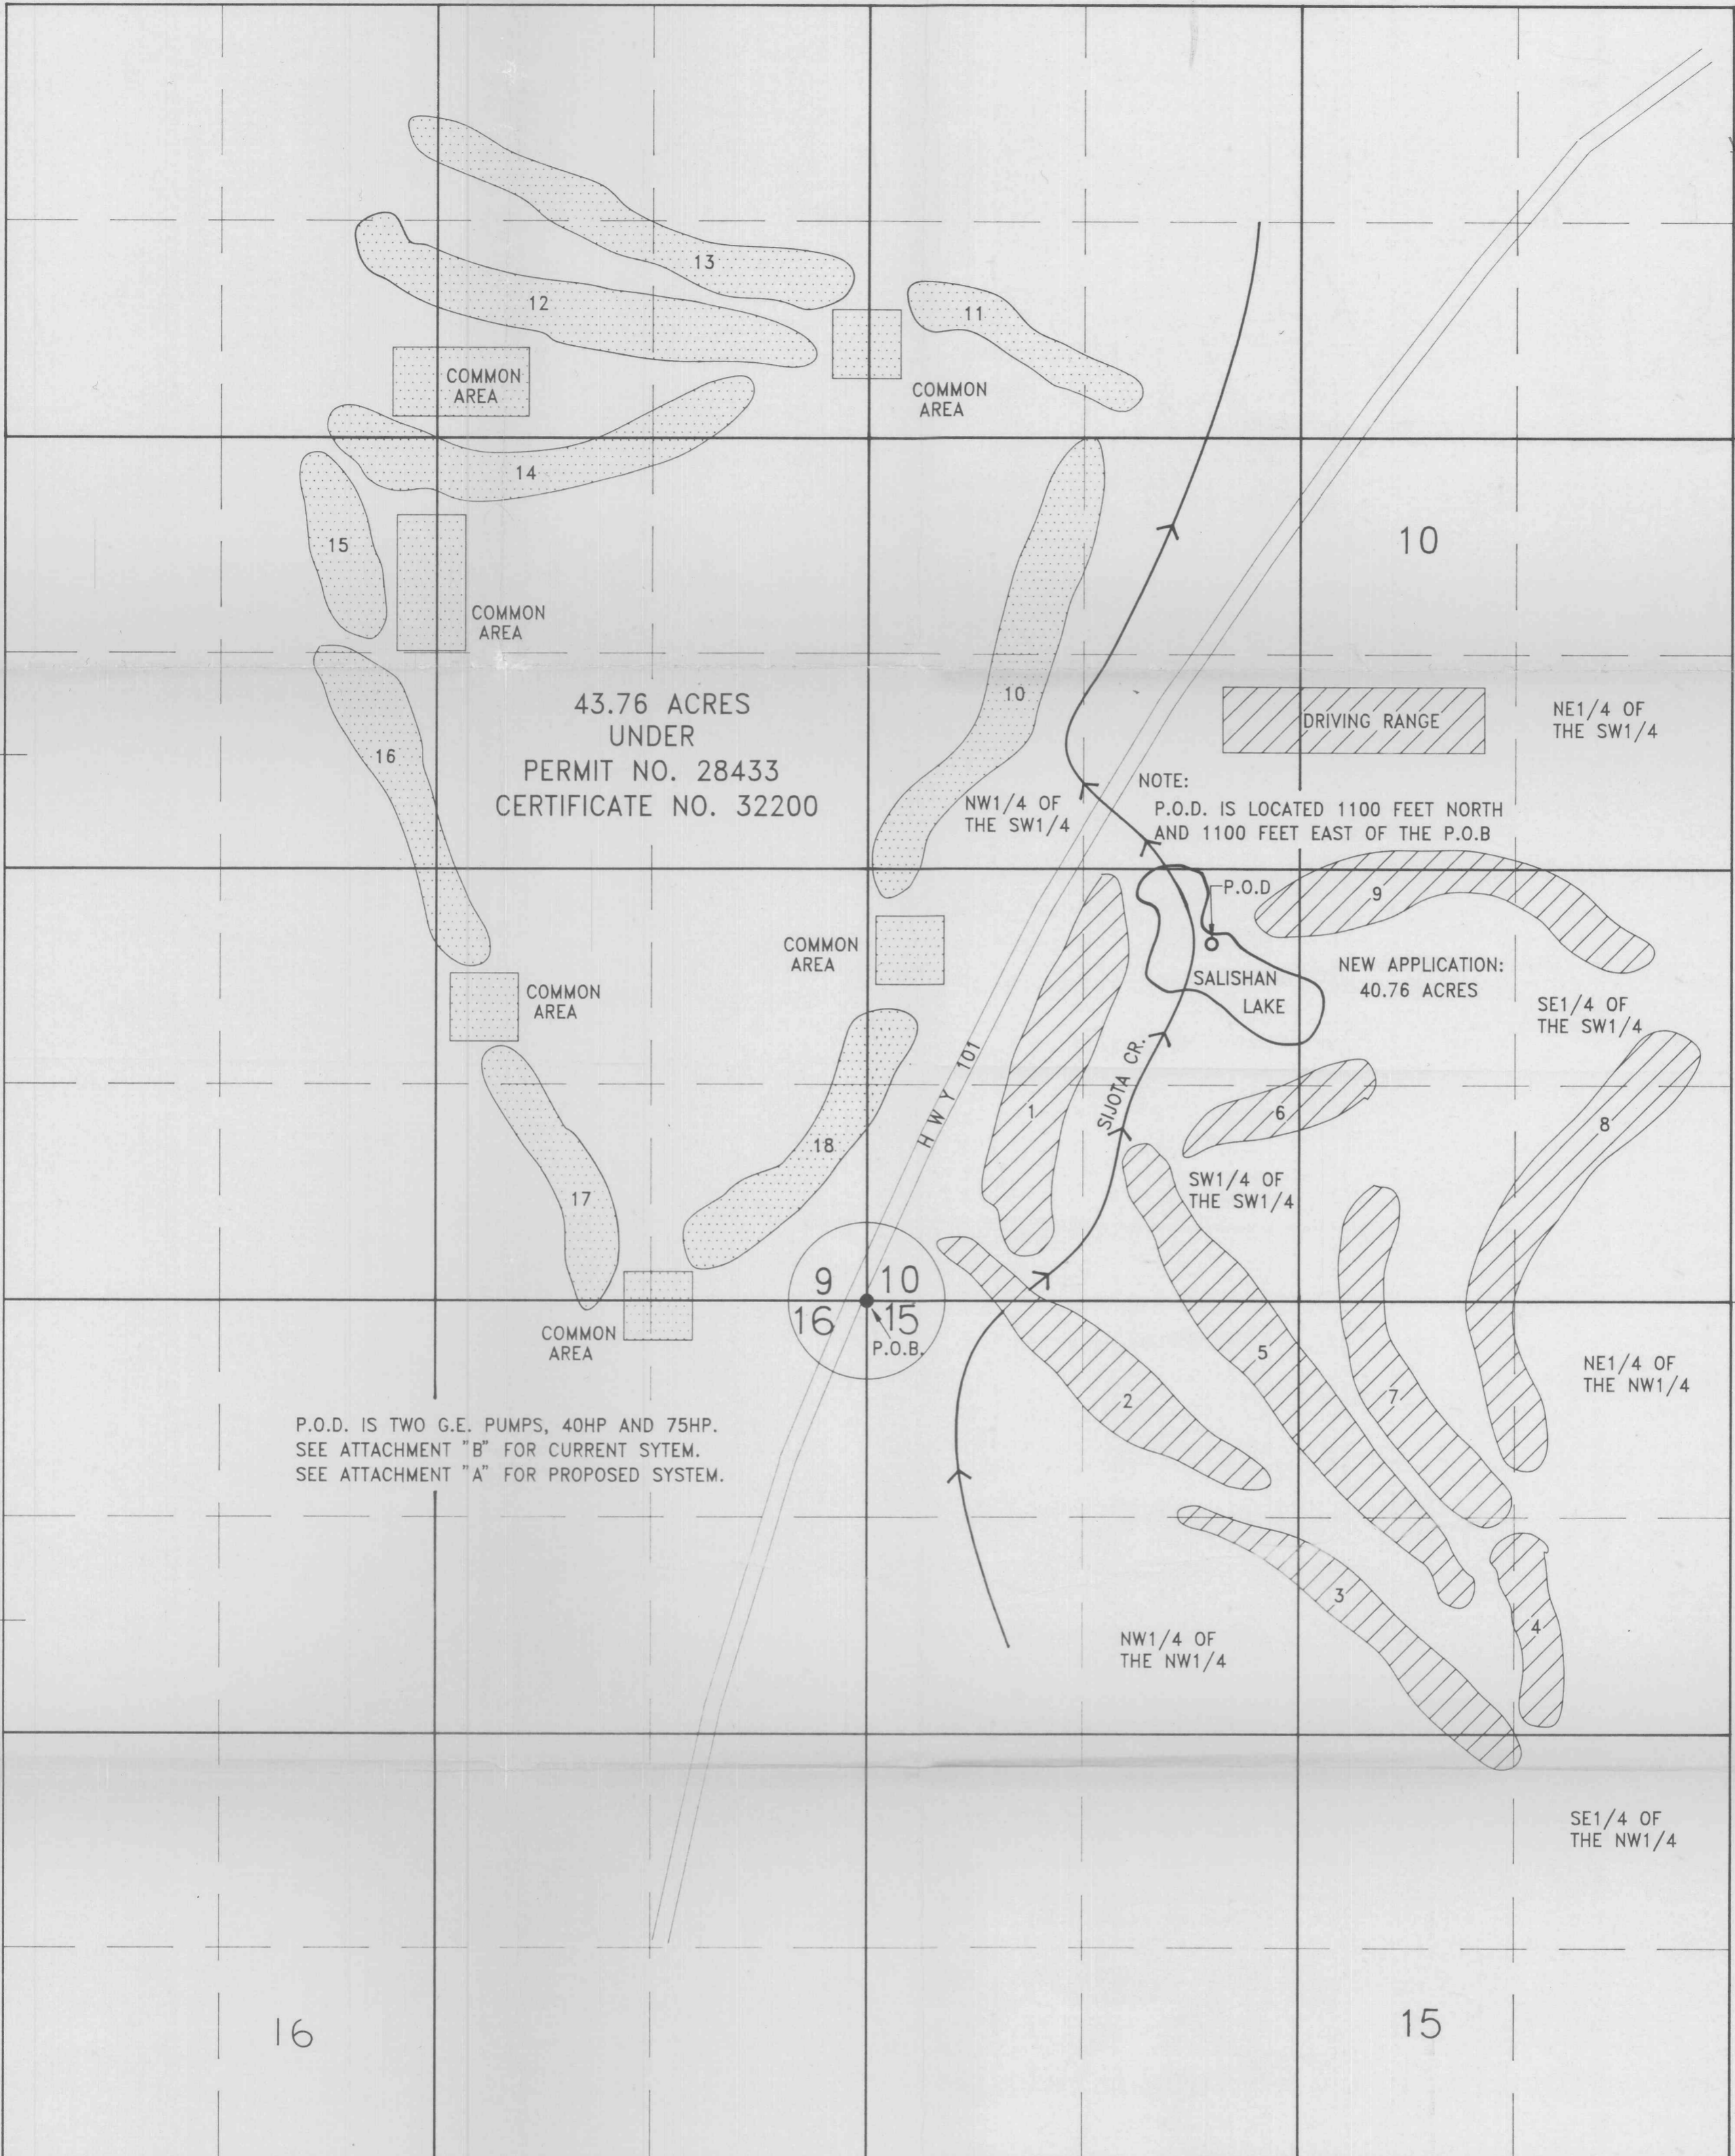 13
12
11
COMMON
AREA
COMMON
AREA
14
10
15
COMMON
AREA
43.76 ACRES
UNDER
PERMIT NO. 28433
CERTIFICATE NO. 32200
10
16
DRIVING RANGE
NE1/4 OF
THE SW1/4
NW1/4 OF
THE SW1/4
NOTE:
P.O.D. IS LOCATED 1100 FEET NORTH
AND 1100 FEET EAST OF THE P.O.B
P.O.D
9
COMMON
AREA
SALISHAN
LAKE
NEW APPLICATION:
40.76 ACRES
COMMON
AREA
SE1/4 OF
THE SW1/4
HWY 101
SIJOTA CR.
1
6
8
18
17
SW1/4 OF
THE SW1/4
9
10
16
15
P.O.B.
COMMON
AREA
5
NE1/4 OF
THE NW1/4
2
7
P.O.D. IS TWO G.E. PUMPS, 40HP AND 75HP.
SEE ATTACHMENT "B" FOR CURRENT SYTEM.
SEE ATTACHMENT "A" FOR PROPOSED SYSTEM.
3
4
NW1/4 OF
THE NW1/4
SE1/4 OF
THE NW1/4
16
15